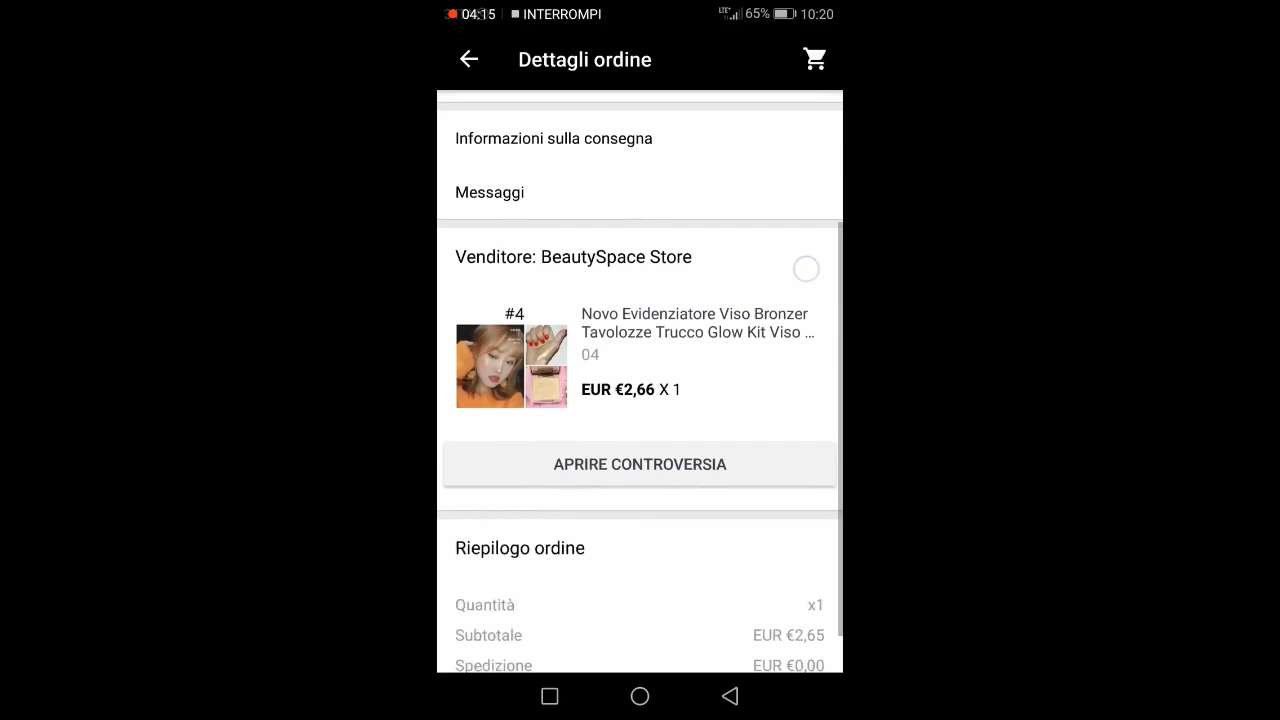 04:15 INTERROMPI LTE+ 65% 10:20
Dettagli ordine
Informazioni sulla consegna
Messaggi
Venditore: BeautySpace Store
#4
Novo Evidenziatore Viso Bronzer
Tavolozze Trucco Glow Kit Viso ...
04
EUR €2,66 X 1
APRIRE CONTROVERSIA
Riepilogo ordine
Quantità x1
Subtotale EUR €2,65
Spedizione EUR €0,00